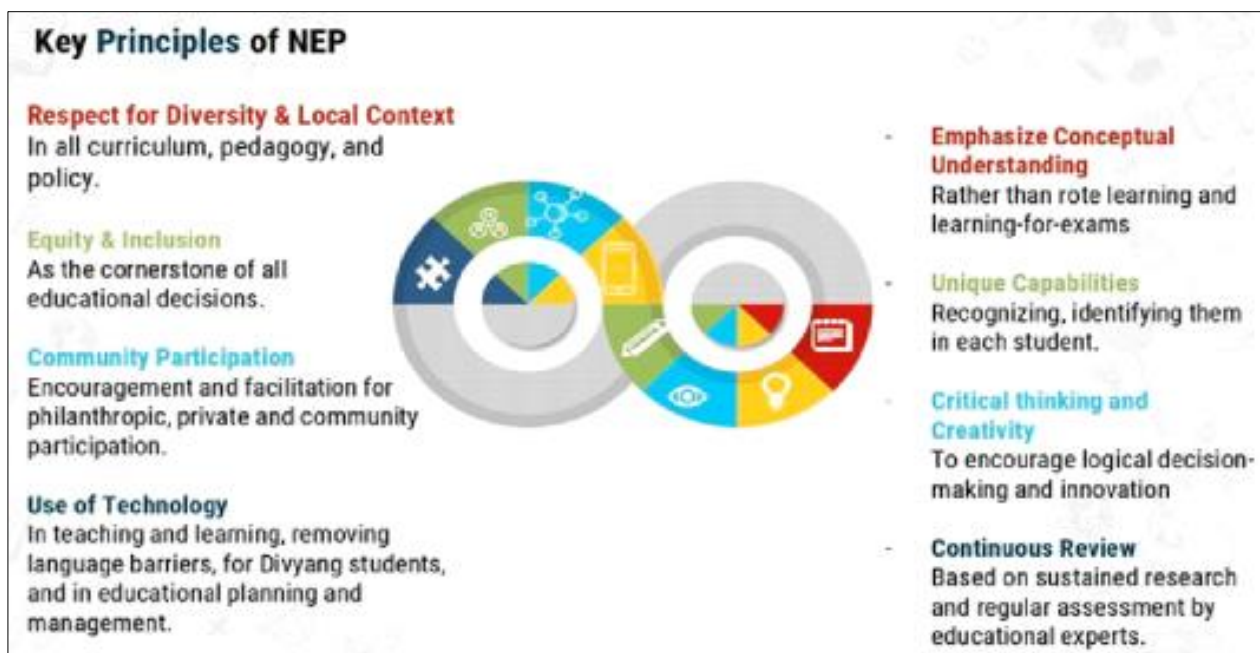 Key Principles of NEP
Respect for Diversity & Local Context
In all curriculum, pedagogy, and
policy.
Equity & Inclusion
As the cornerstone of all
educational decisions.
Community Participation
Encouragement and facilitation for
philanthropic, private and community
participation.
Use of Technology
In teaching and learning, removing
language barriers, for Divyang students,
and in educational planning and
management.
- Emphasize Conceptual
Understanding
Rather than rote learning and
learning-for-exams
- Unique Capabilities
Recognizing, identifying them
in each student.
- Critical thinking and
Creativity
To encourage logical decision-
making and innovation
- Continuous Review
Based on sustained research
and regular assessment by
educational experts.